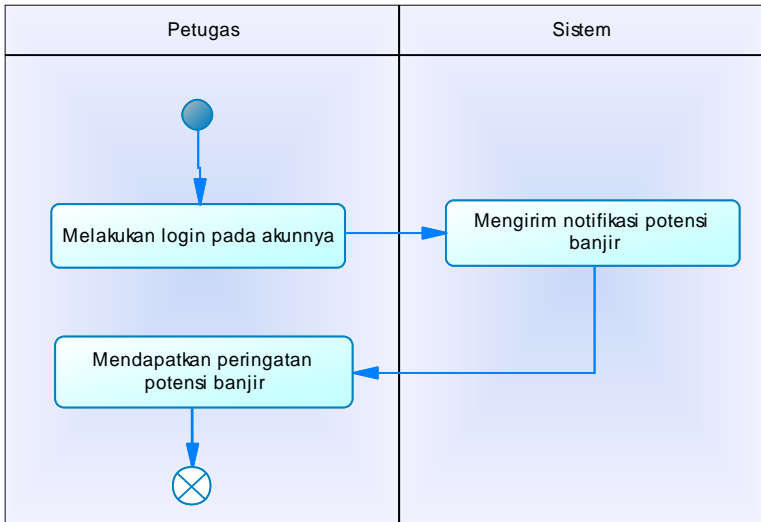 Petugas
Sistem
Melakukan login pada akunnya
Mengirim notifikasi potensi
banjir
Mendapatkan peringatan
potensi banjir